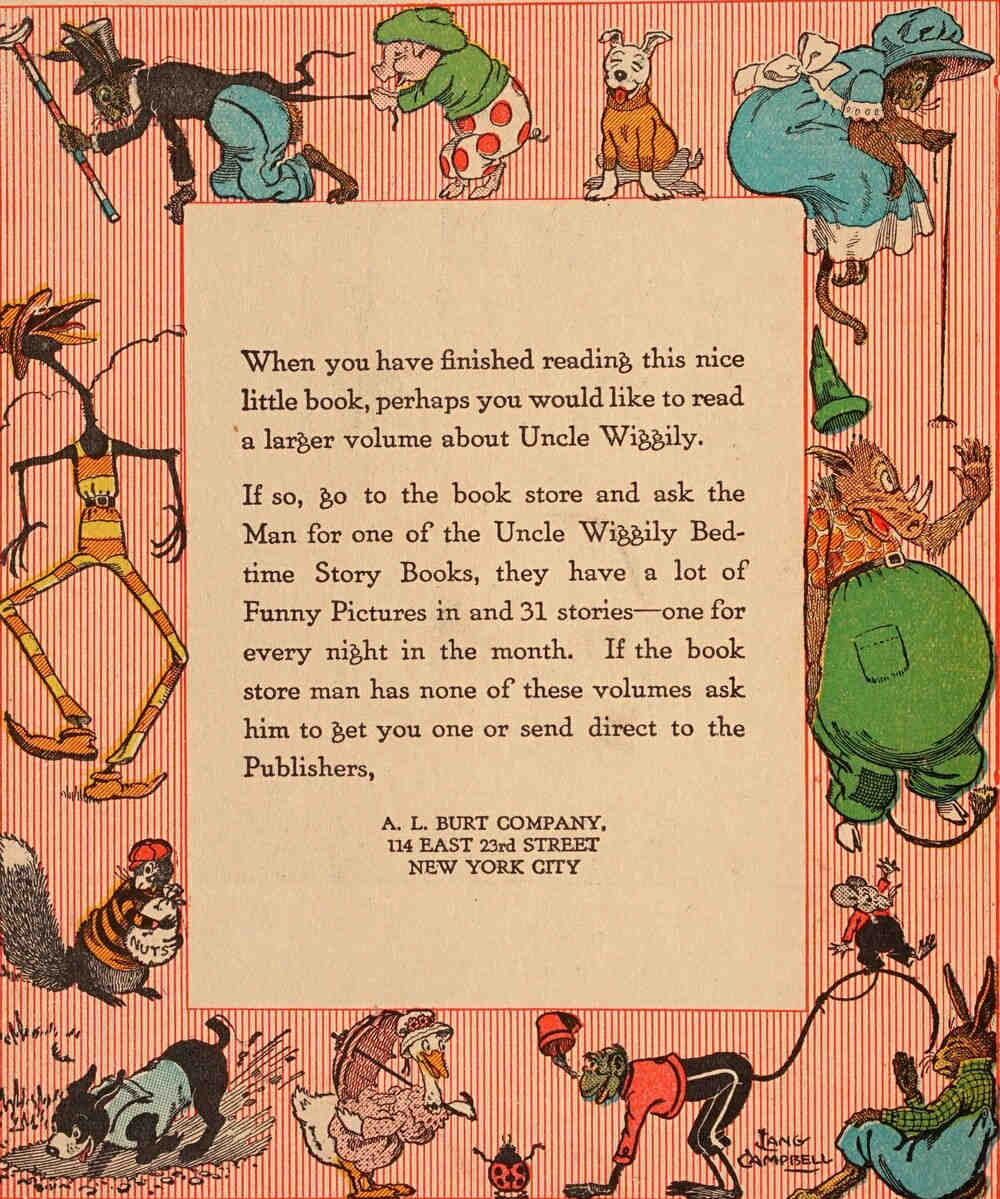 When you have finished reading this nice
little book, perhaps you would like to read
a larger volume about Uncle Wiggily.
If so, go to the book store and ask the
Man for one of the Uncle Wiggily Bed-
time Story Books, they have a lot of
Funny Pictures in and 31 stories—one for
every night in the month. If the book
store man has none of these volumes ask
him to get you one or send direct to the
Publishers,
A. L. BURT COMPANY,
114 EAST 23rd STREET
NEW YORK CITY
NUTS
LANG
CAMPBELL